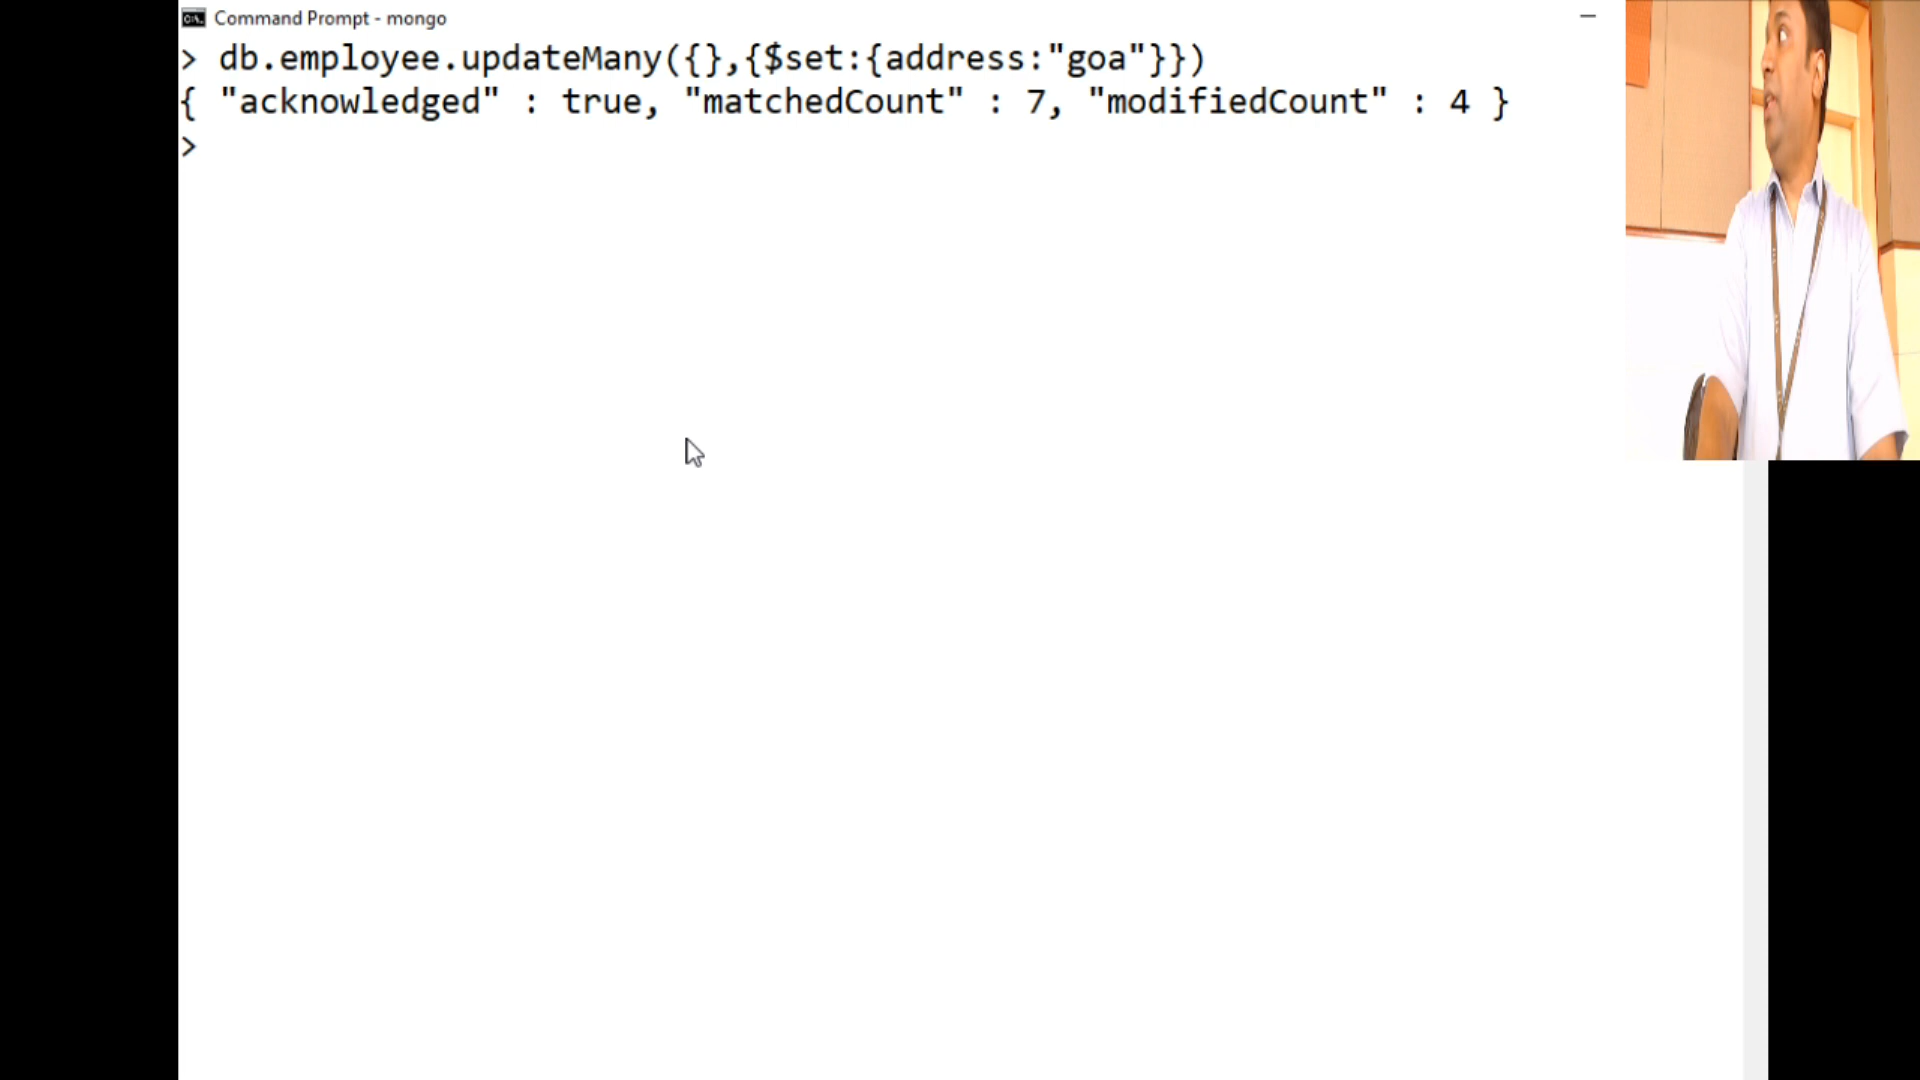 Command Prompt - mongo
> db.employee.updateMany({},{$set:{address:"goa"}})
{ "acknowledged" : true, "matchedCount" : 7, "modifiedCount" : 4 }
>